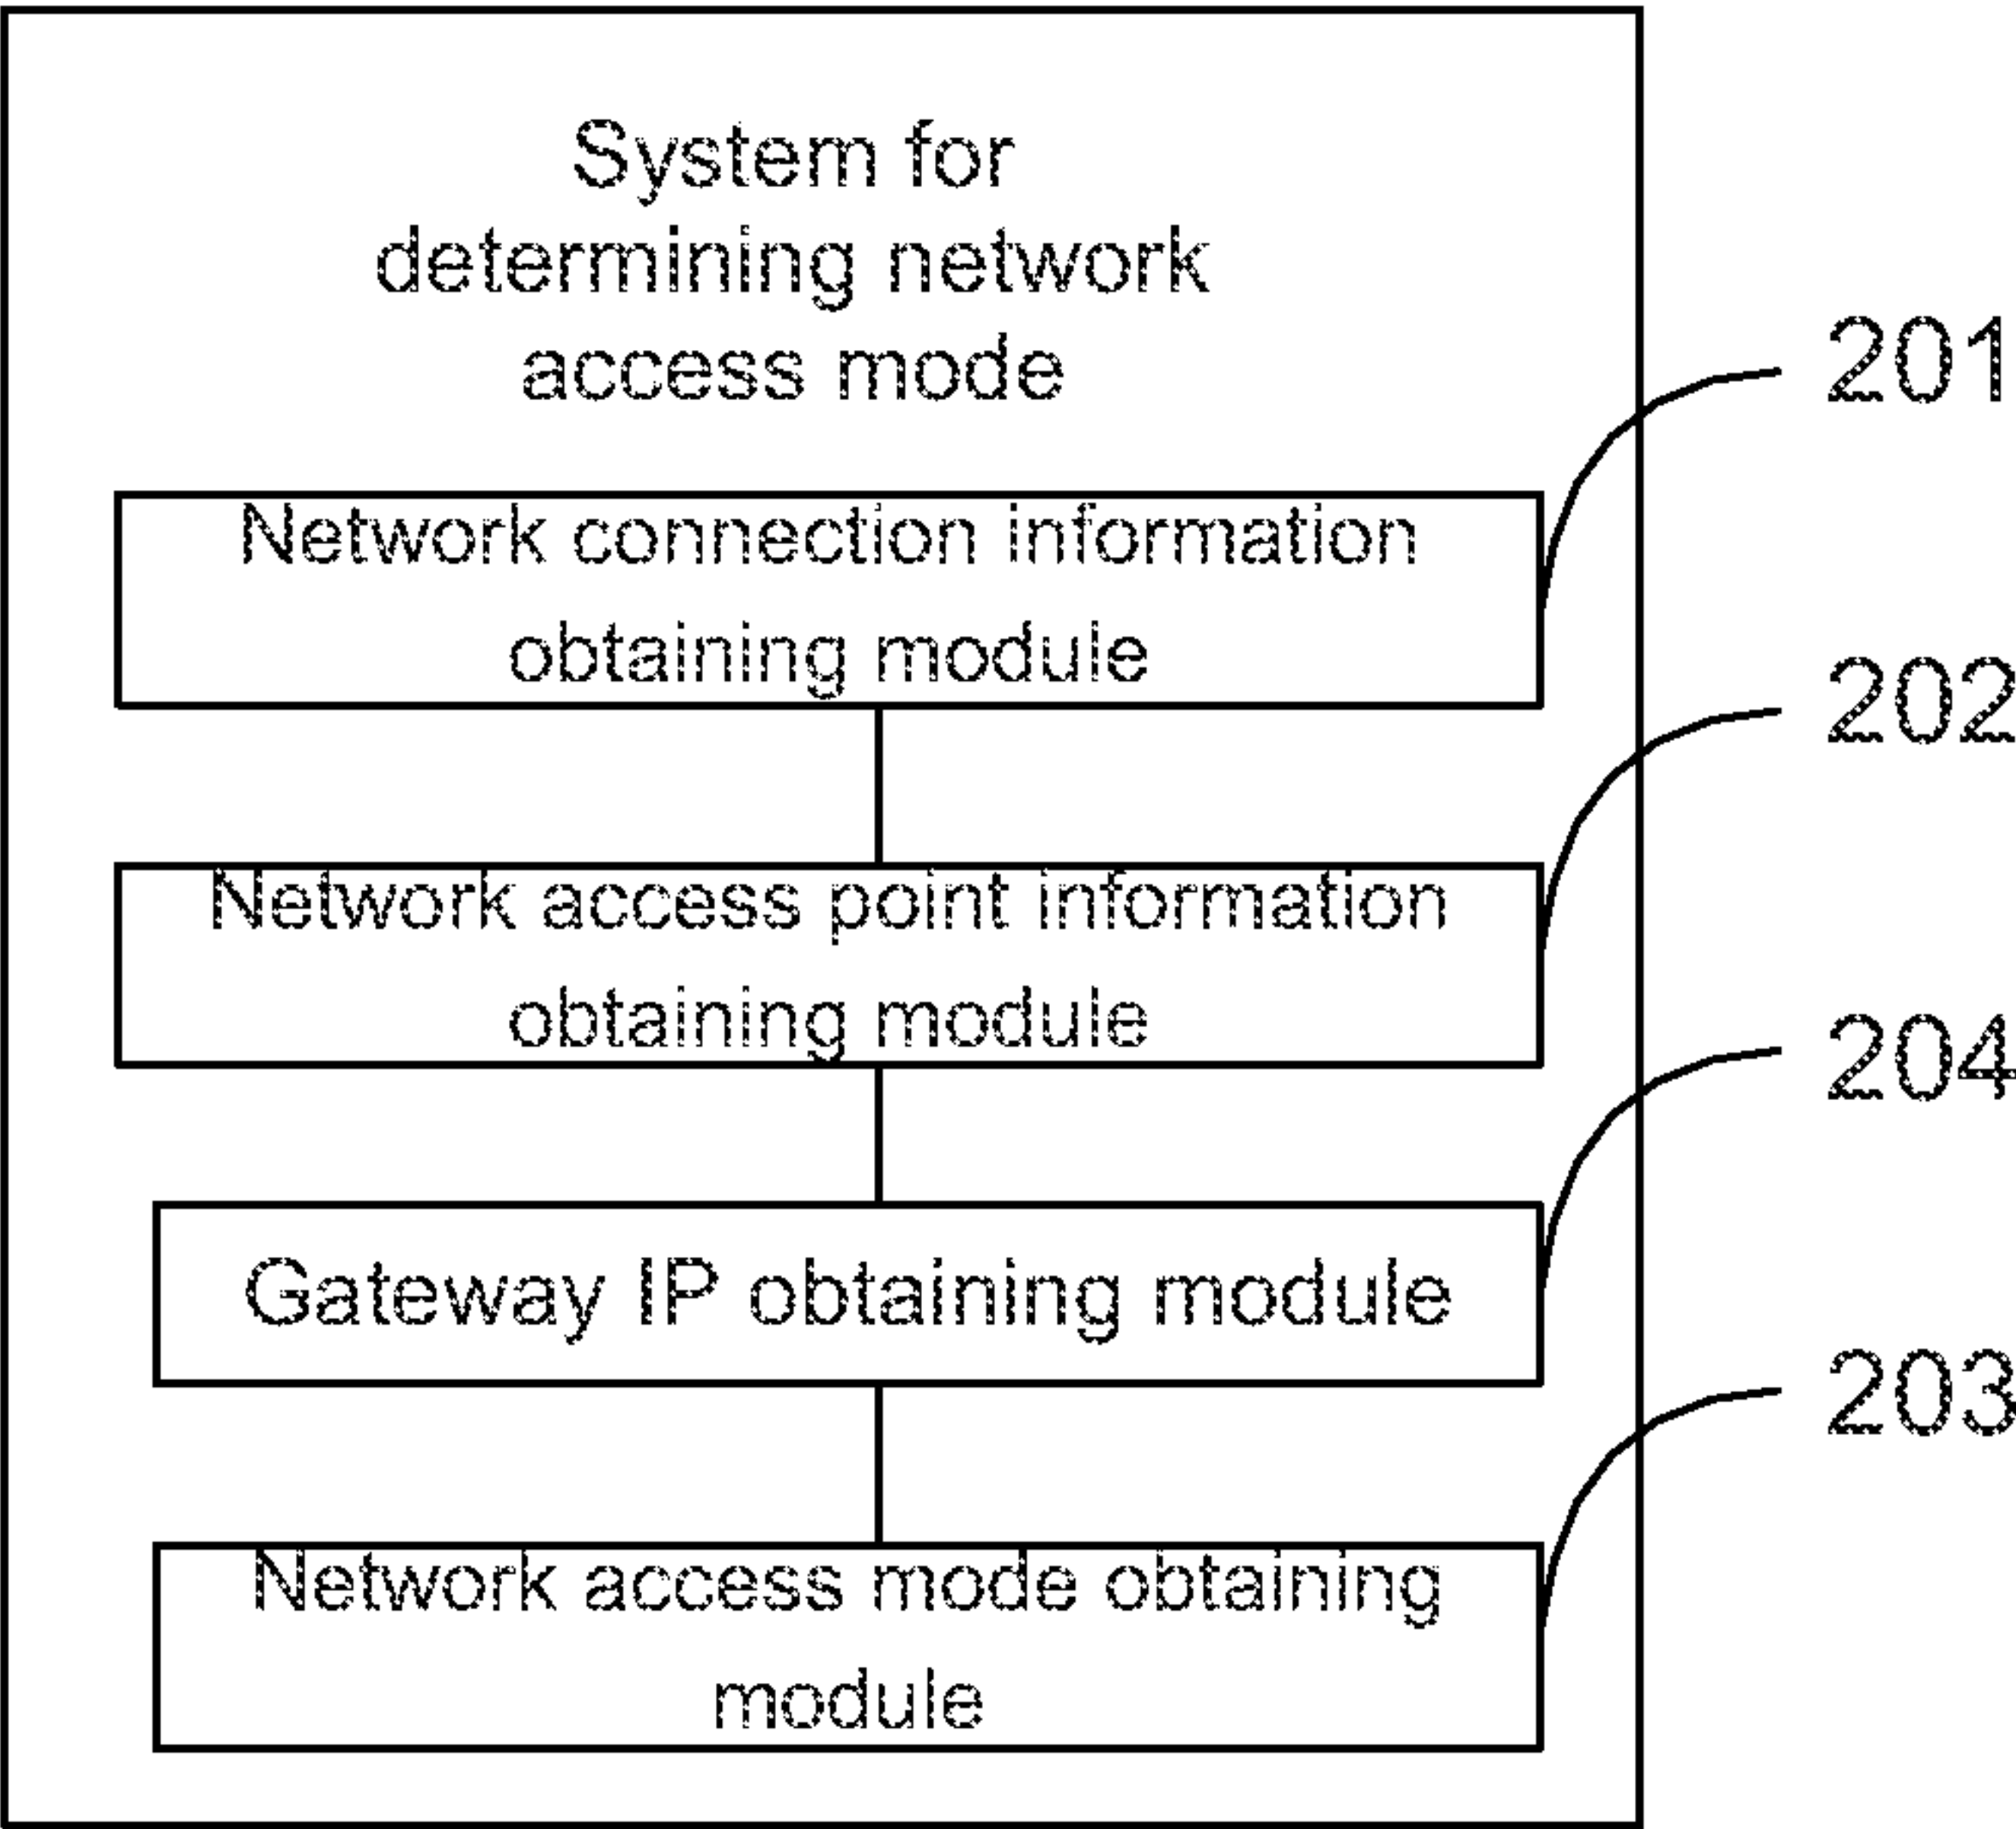 System for
determining network
access mode
201
Network connection information
obtaining module
202
Network access point information
obtaining module
204
Gateway IP obtaining module
203
Network access mode obtaining
module